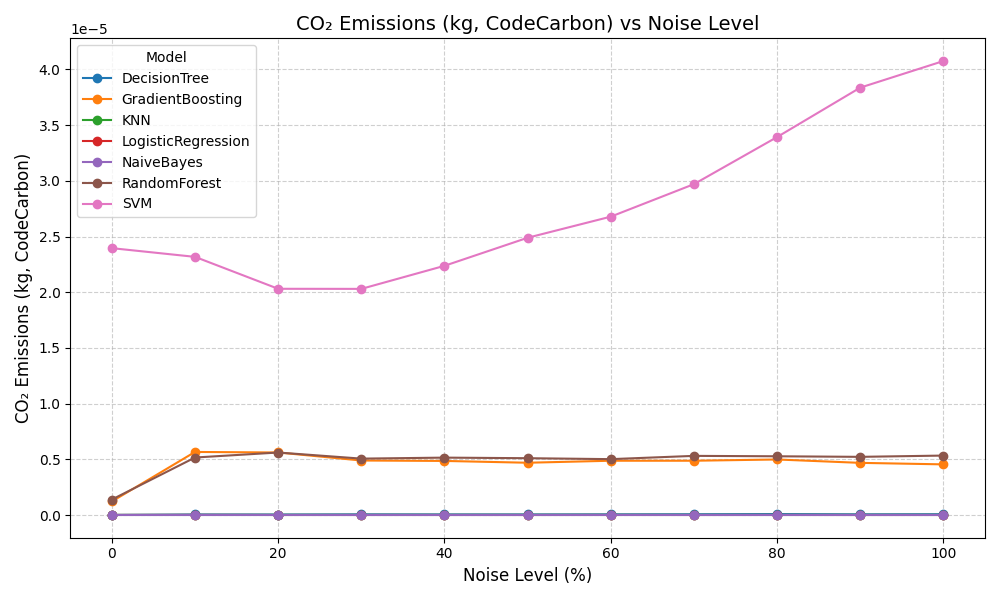 CO₂ Emissions (kg, CodeCarbon) vs Noise Level
1e−5
Model
DecisionTree
GradientBoosting
KNN
LogisticRegression
NaiveBayes
RandomForest
SVM
CO₂ Emissions (kg, CodeCarbon)
4.0
3.5
3.0
2.5
2.0
1.5
1.0
0.5
0.0
0 20 40 60 80 100
Noise Level (%)